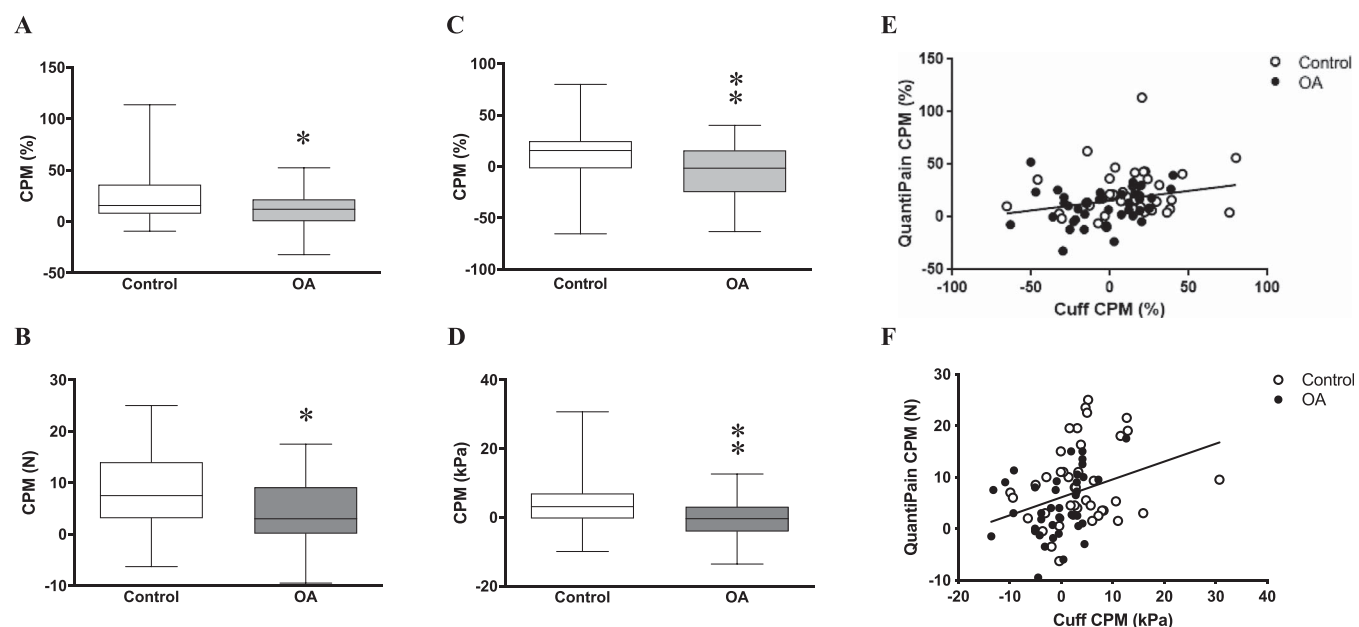 A
CPM (%)
150
100
50
0
-50
*
Control
OA
C
CPM (%)
100
50
0
-50
-100
*
*
Control
OA
E
QuantiPain CPM (%)
150
100
50
0
-50
-100
-50
0
50
100
Cuff CPM (%)
Control
OA
B
CPM (N)
30
20
10
0
-10
*
Control
OA
D
CPM (kPa)
40
20
0
-20
*
*
Control
OA
F
QuantiPain CPM (N)
30
20
10
0
-10
-20
-10
0
10
20
30
40
Cuff CPM (kPa)
Control
OA